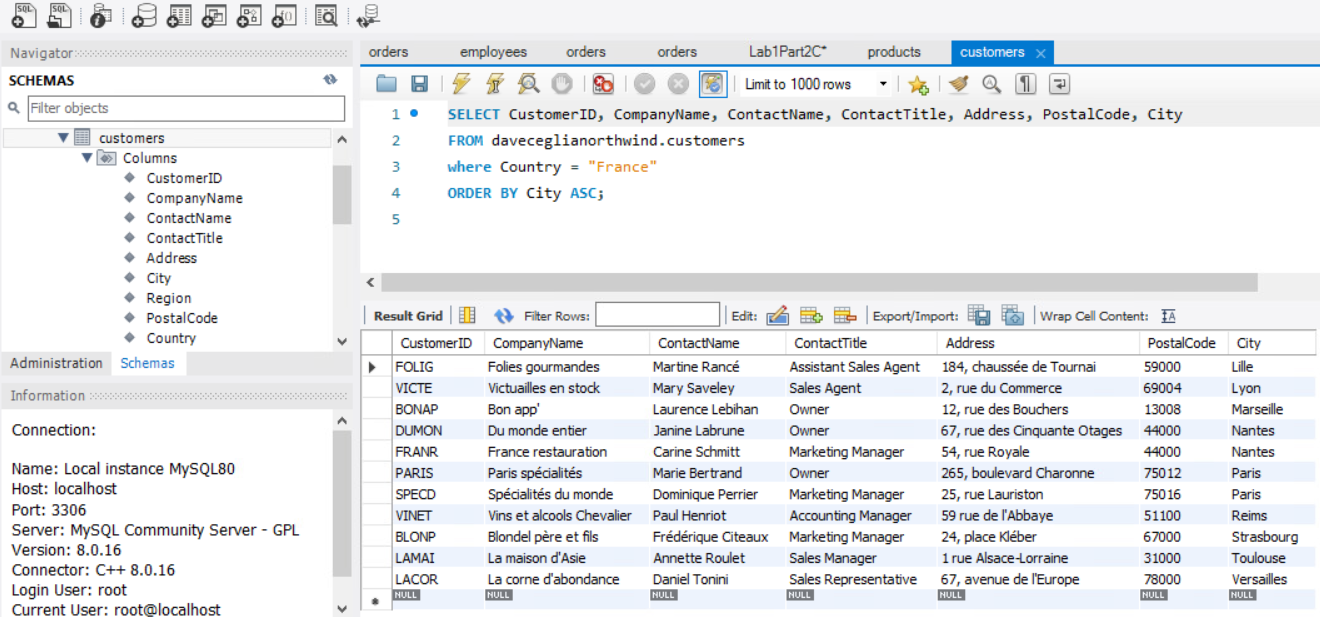 Navigator
SCHEMAS
Filter objects
customers
Columns
CustomerID
CompanyName
ContactName
ContactTitle
Address
City
Region
PostalCode
Country
Administration Schemas
Information
Connection:
Name: Local instance MySQL80
Host: localhost
Port: 3306
Server: MySQL Community Server - GPL
Version: 8.0.16
Connector: C++ 8.0.16
Login User: root
Current User: root@localhost
orders employees orders orders Lab1Part2C* products customers
Limit to 1000 rows
1 SELECT CustomerID, CompanyName, ContactName, ContactTitle, Address, PostalCode, City
2 FROM daveceglianorthwind.customers
3 where Country = "France"
4 ORDER BY City ASC;
5
Result Grid Filter Rows: Edit: Export/Import: Wrap Cell Content:
CustomerID CompanyName ContactName ContactTitle Address PostalCode City
FOLIG Folies gourmandes Martine Rancé Assistant Sales Agent 184, chaussée de Tournai 59000 Lille
VICTE Victuailles en stock Mary Saveley Sales Agent 2, rue du Commerce 69004 Lyon
BONAP Bon app' Laurence Lebihan Owner 12, rue des Bouchers 13008 Marseille
DUMON Du monde entier Janine Labrune Owner 67, rue des Cinquante Otages 44000 Nantes
FRANR France restauration Carine Schmitt Marketing Manager 54, rue Royale 44000 Nantes
PARIS Paris spécialités Marie Bertrand Owner 265, boulevard Charonne 75012 Paris
SPECD Spécialités du monde Dominique Perrier Marketing Manager 25, rue Lauriston 75016 Paris
VINET Vins et alcools Chevalier Paul Henriot Accounting Manager 59 rue de l'Abbaye 51100 Reims
BLONP Blondel père et fils Frédérique Citeaux Marketing Manager 24, place Kléber 67000 Strasbourg
LAMAI La maison d'Asie Annette Roulet Sales Manager 1 rue Alsace-Lorraine 31000 Toulouse
LACOR La corne d'abondance Daniel Tonini Sales Representative 67, avenue de l'Europe 78000 Versailles
NULL NULL NULL NULL NULL NULL NULL